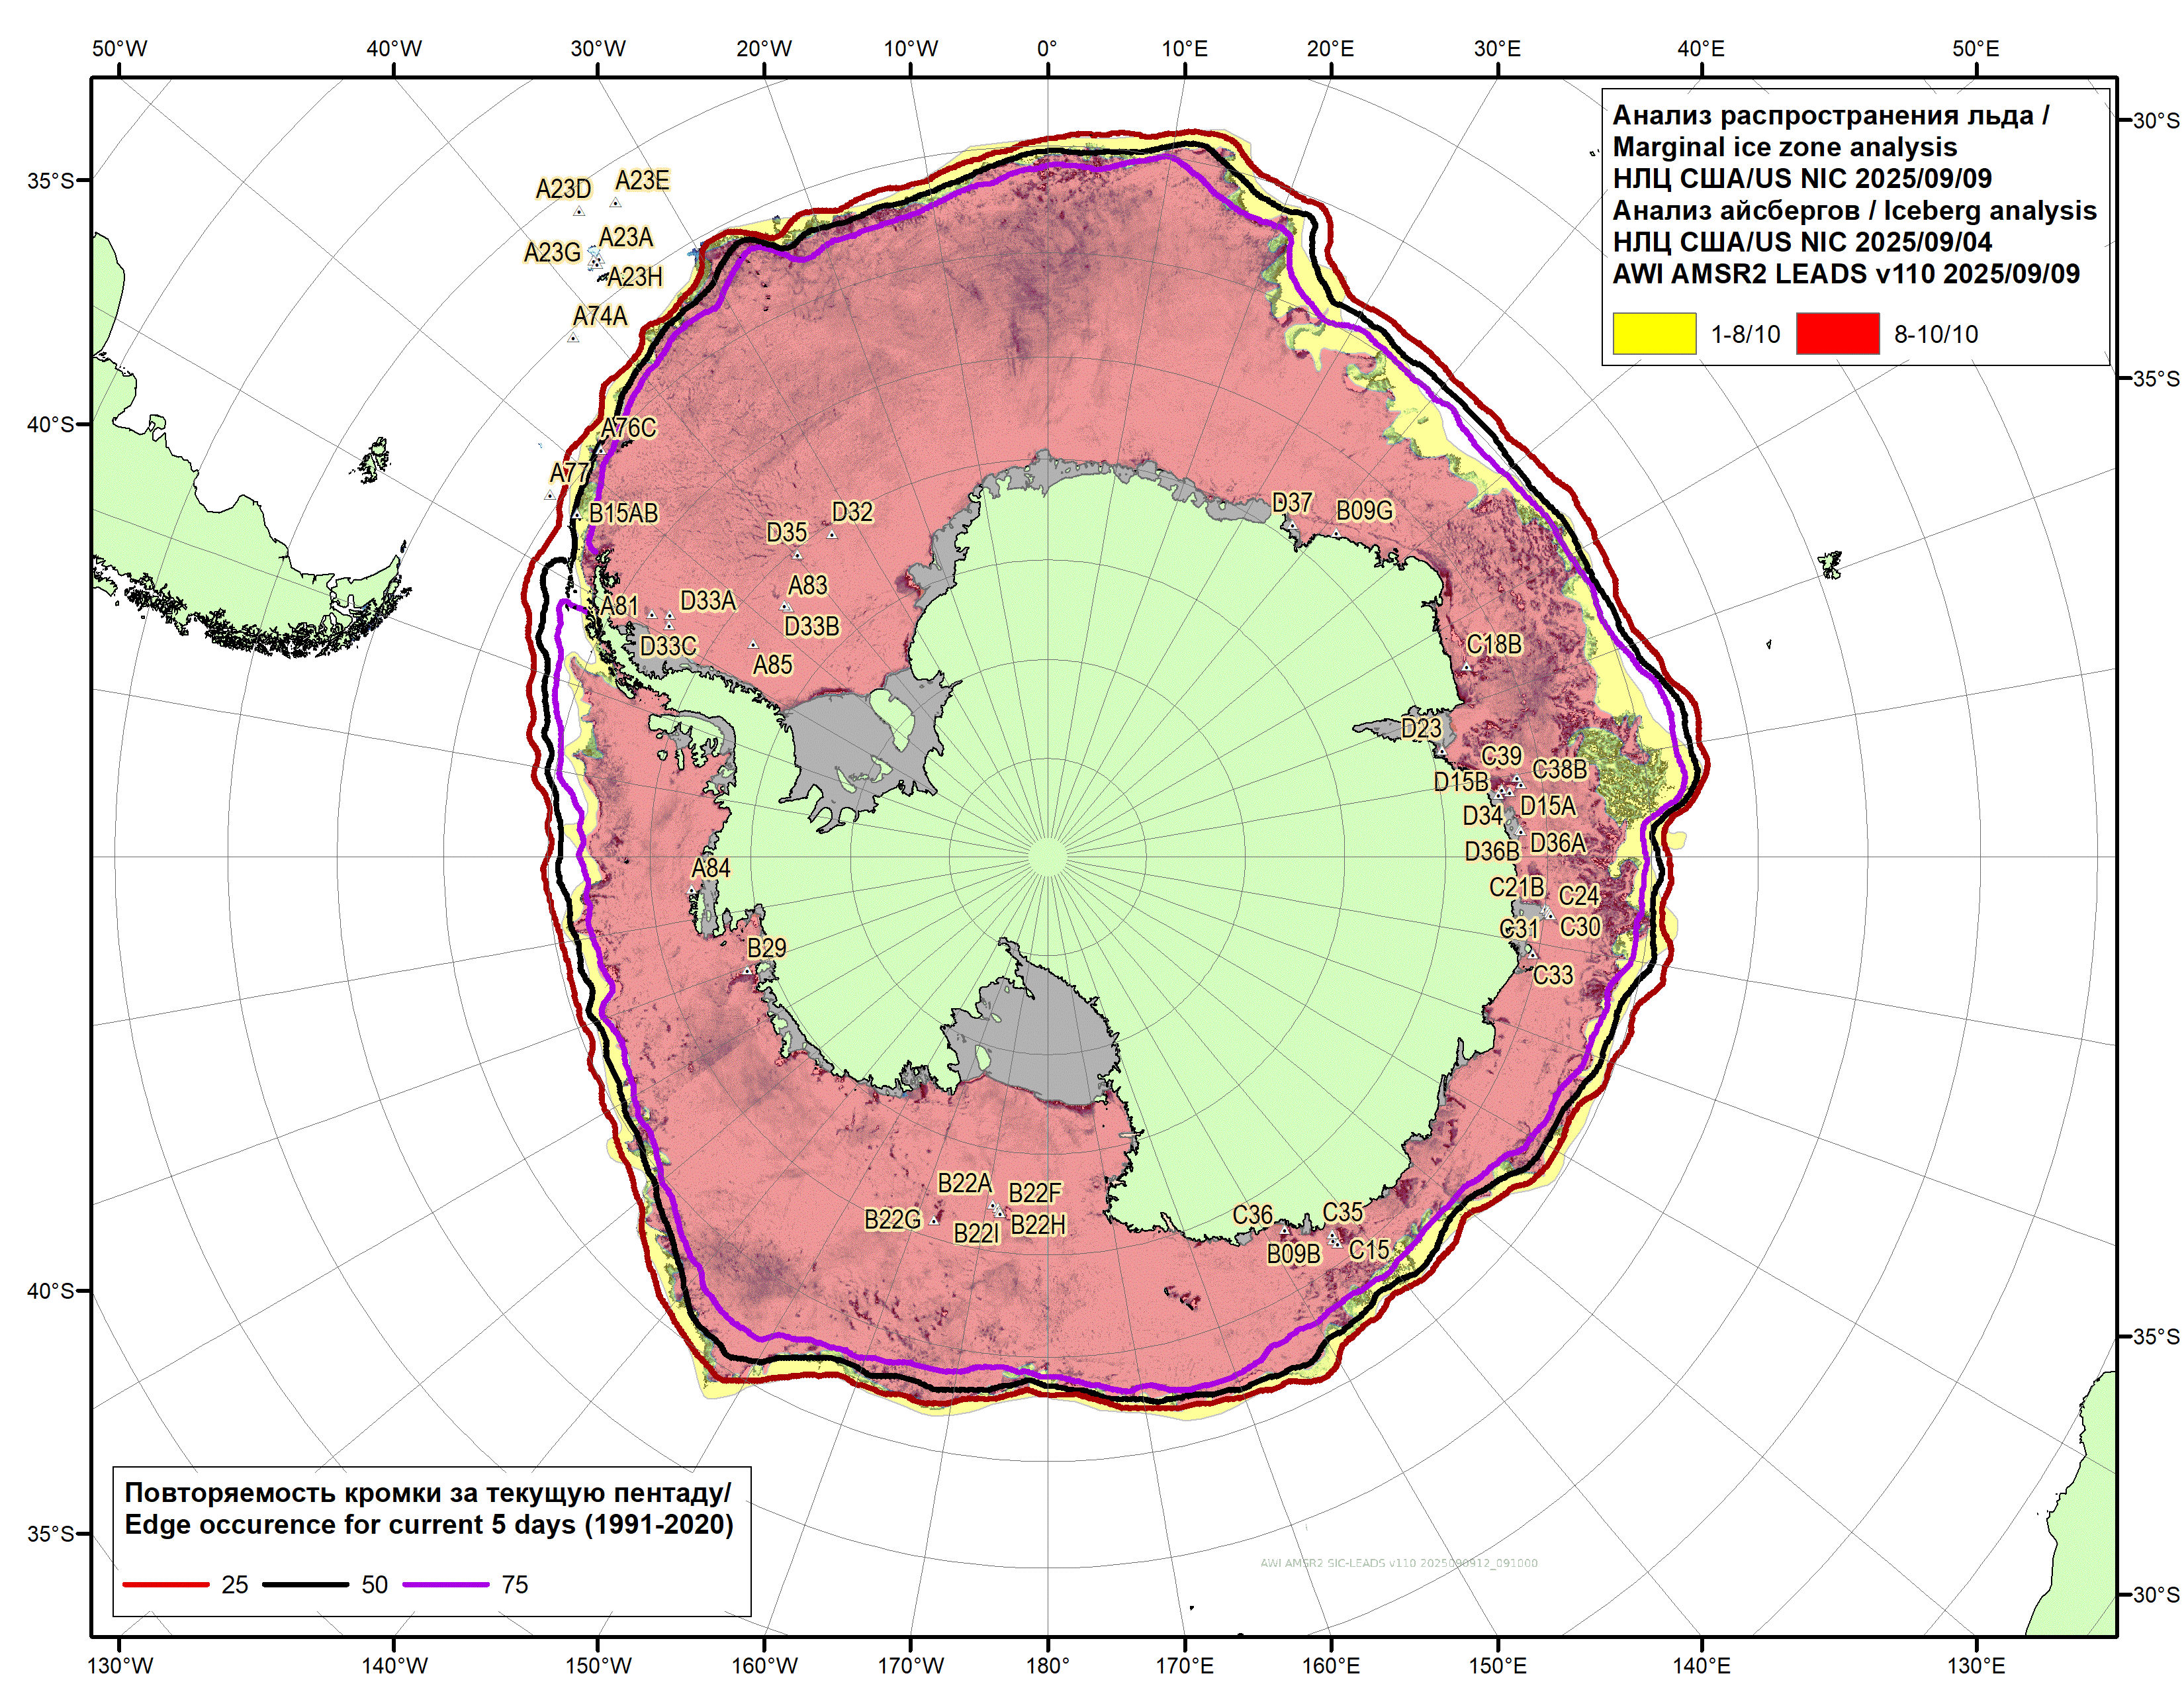 50°W 40°W 30°W 20°W 10°W 0° 10°E 20°E 30°E 40°E 50°E
Анализ распространения льда /
Marginal ice zone analysis
НЛЦ США/US NIC 2025/09/09
Анализ айсбергов / Iceberg analysis
НЛЦ США/US NIC 2025/09/04
AWI AMSR2 LEADS v110 2025/09/09
1-8/10 8-10/10
30°S
35°S
35°S
40°S
A23D
A23E
A23A
A23G
A23H
A74A
A76C
A77
B15AB
D35
D32
D37
B09G
A83
A81
D33A
D33B
D33C
A85
C18B
D23
C39
C38B
D15B
D15A
D34
D36A
D36B
A84
C21B
C24
C31
C30
B29
C33
B22A
B22F
B22G
B22I
B22H
C36
C35
B09B
C15
40°S
35°S
35°S
30°S
Повторяемость кромки за текущую пентаду/
Edge occurence for current 5 days (1991-2020)
25 50 75
AWI AMSR2 SIC-LEADS v110 2025090912_091000
130°W 140°W 150°W 160°W 170°W 180° 170°E 160°E 150°E 140°E 130°E